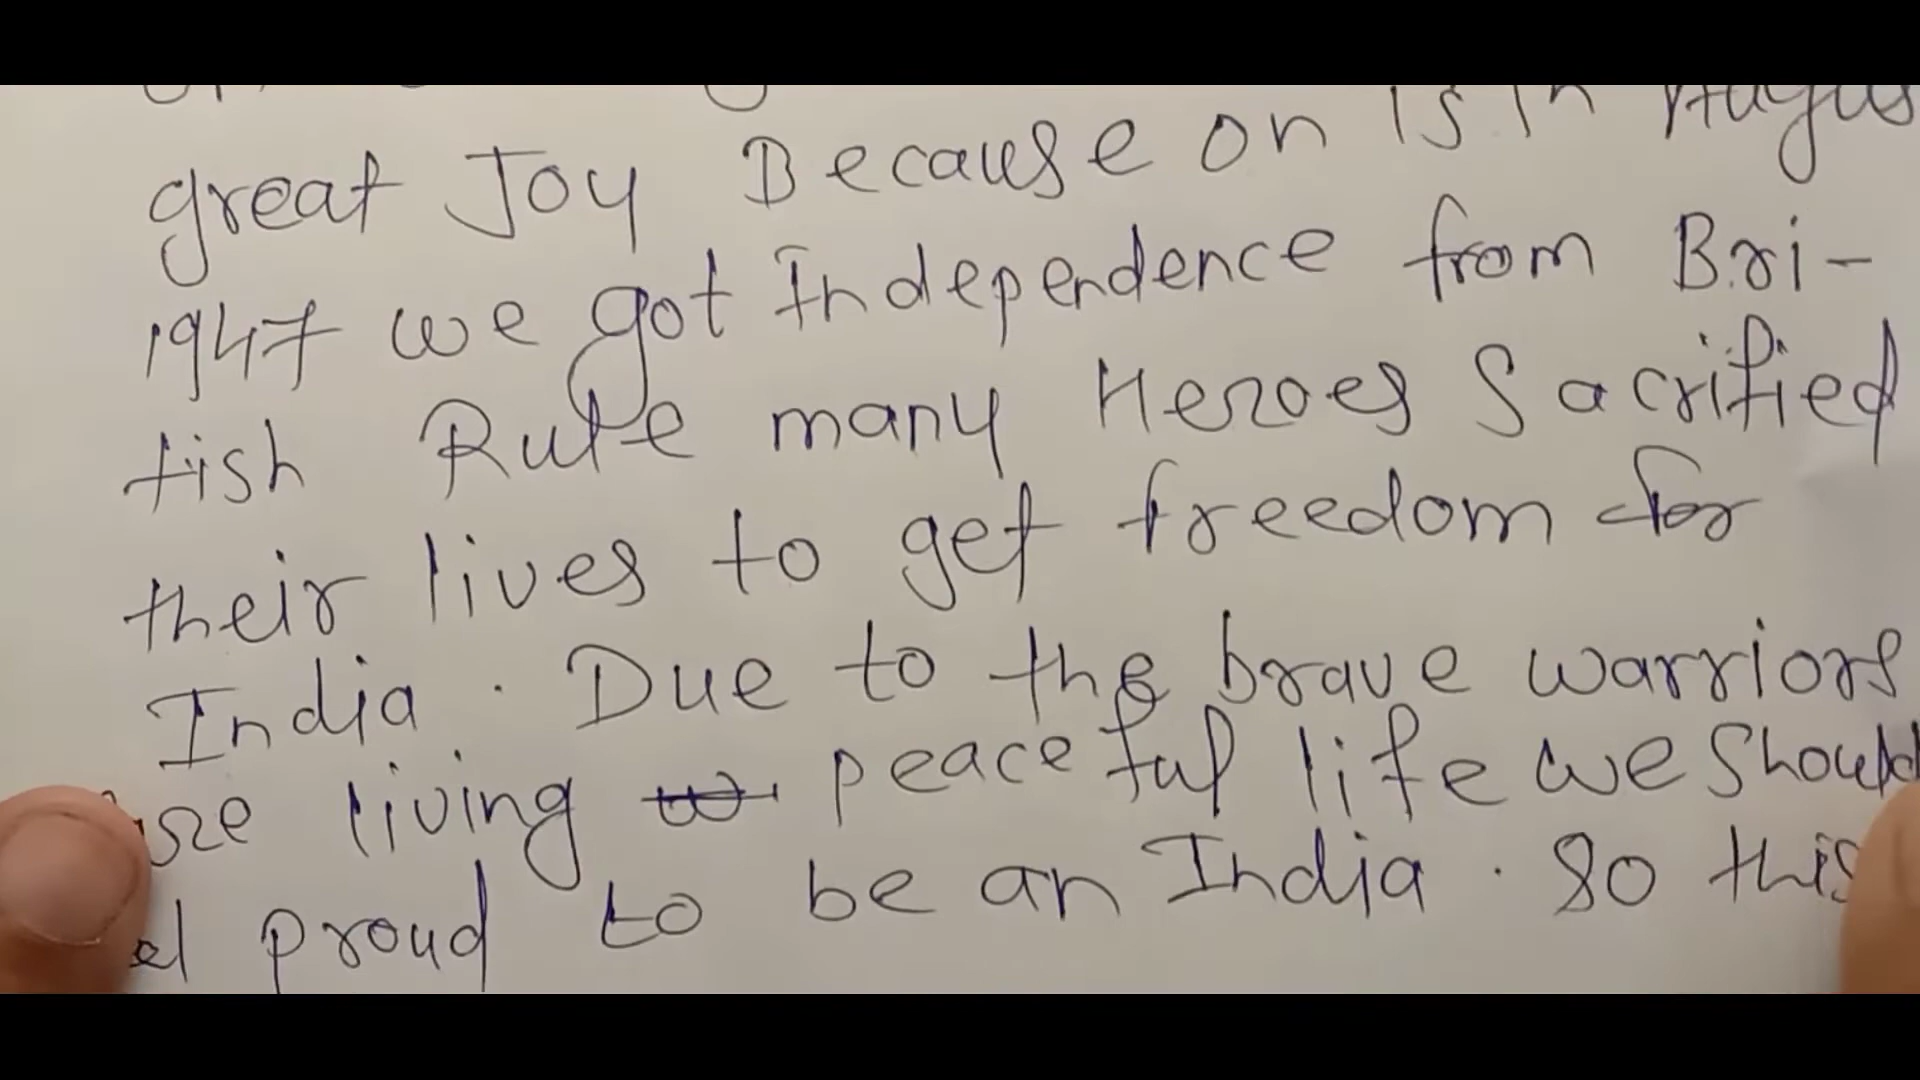 great Joy Because on 15th Augus
1947 we got Independence from Bri-
tish Rule many Heroes Sacrified
their lives to get freedom for
India. Due to the brave warriors
living peaceful life we should
proud to be an India. So this